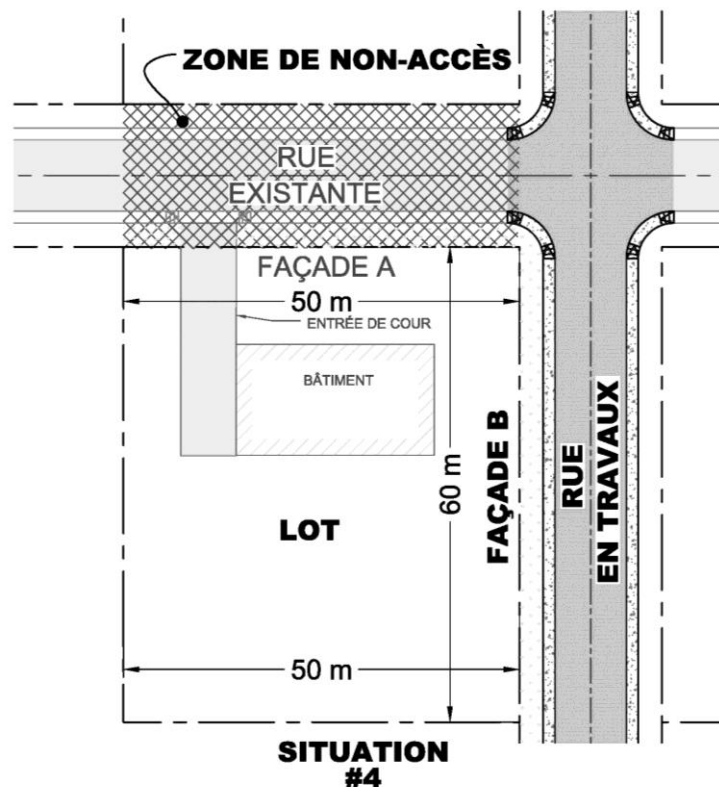 ZONE DE NON-ACCÈS
RUE
EXISTANTE
FAÇADE A
50 m
ENTRÉE DE COUR
BÂTIMENT
60 m
FAÇADE B
RUE
EN TRAVAUX
LOT
50 m
SITUATION
#4